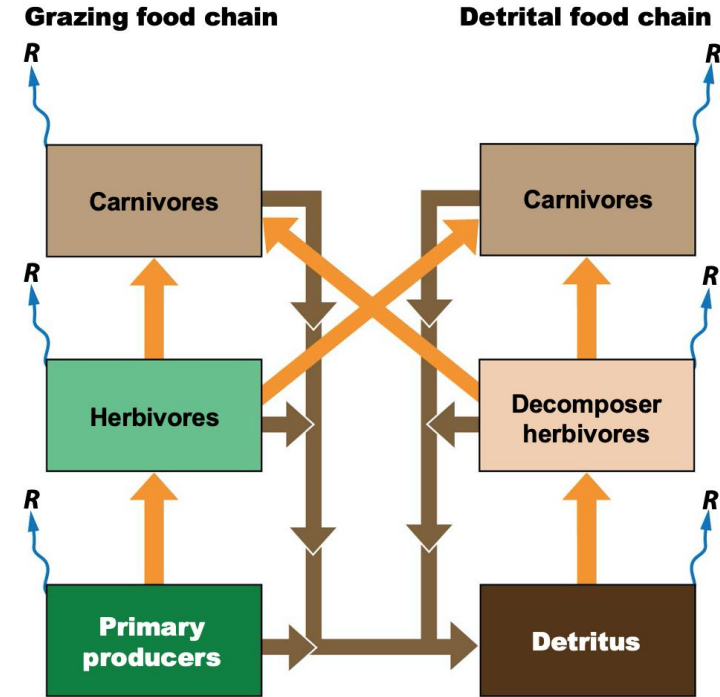 Grazing food chain
Detrital food chain
R
R
Carnivores
Carnivores
R
R
Herbivores
Decomposer
herbivores
R
R
Primary
producers
Detritus